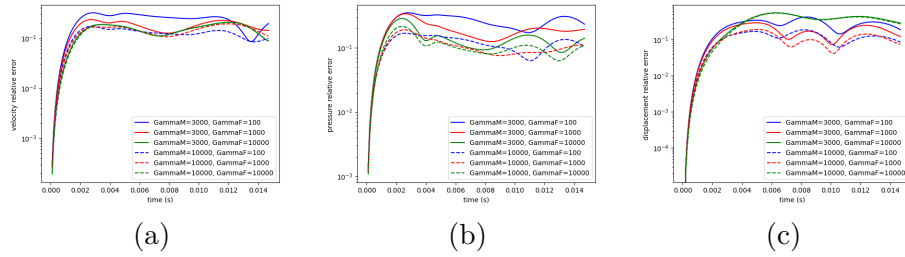 velocity relative error
10⁻¹
10⁻²
10⁻³
0.000 0.002 0.004 0.006 0.008 0.010 0.012 0.014
time (s)
GammaM=3000, GammaF=100
GammaM=3000, GammaF=1000
GammaM=3000, GammaF=10000
GammaM=10000, GammaF=100
GammaM=10000, GammaF=1000
GammaM=10000, GammaF=10000
(a)
pressure relative error
10⁻¹
10⁻²
10⁻³
0.000 0.002 0.004 0.006 0.008 0.010 0.012 0.014
time (s)
GammaM=3000, GammaF=100
GammaM=3000, GammaF=1000
GammaM=3000, GammaF=10000
GammaM=10000, GammaF=100
GammaM=10000, GammaF=1000
GammaM=10000, GammaF=10000
(b)
displacement relative error
10⁻¹
10⁻²
10⁻³
10⁻⁴
0.000 0.002 0.004 0.006 0.008 0.010 0.012 0.014
time (s)
GammaM=3000, GammaF=100
GammaM=3000, GammaF=1000
GammaM=3000, GammaF=10000
GammaM=10000, GammaF=100
GammaM=10000, GammaF=1000
GammaM=10000, GammaF=10000
(c)